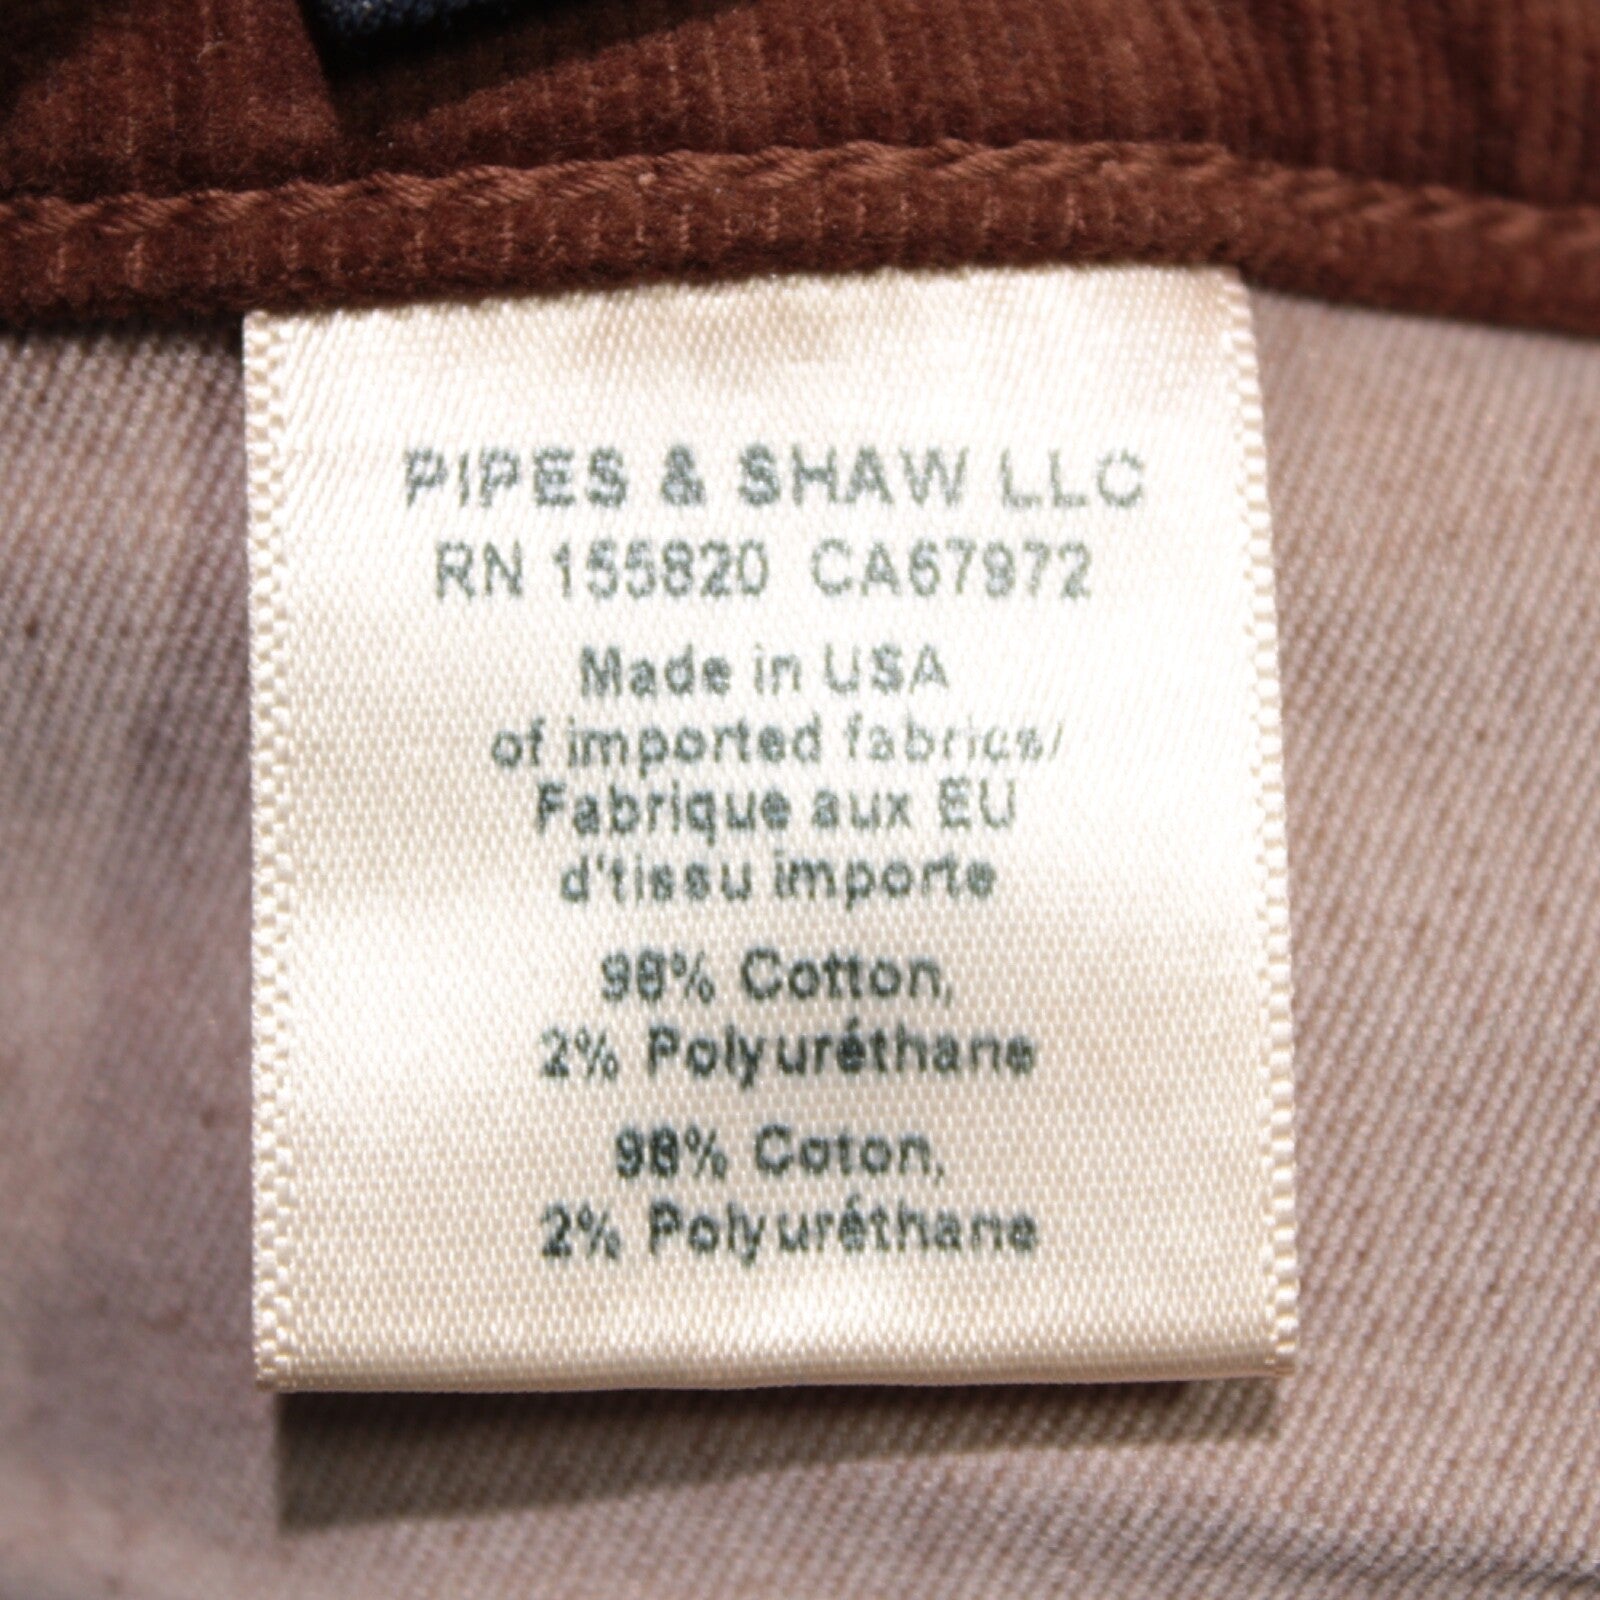 PIPES & SHAW LLC
RN 155820 CA57972
Made in USA
of imported fabrics/
Fabrique aux EU
d'tissu importe
98% Cotton,
2% Polyuréthane
98% Coton,
2% Polyuréthane